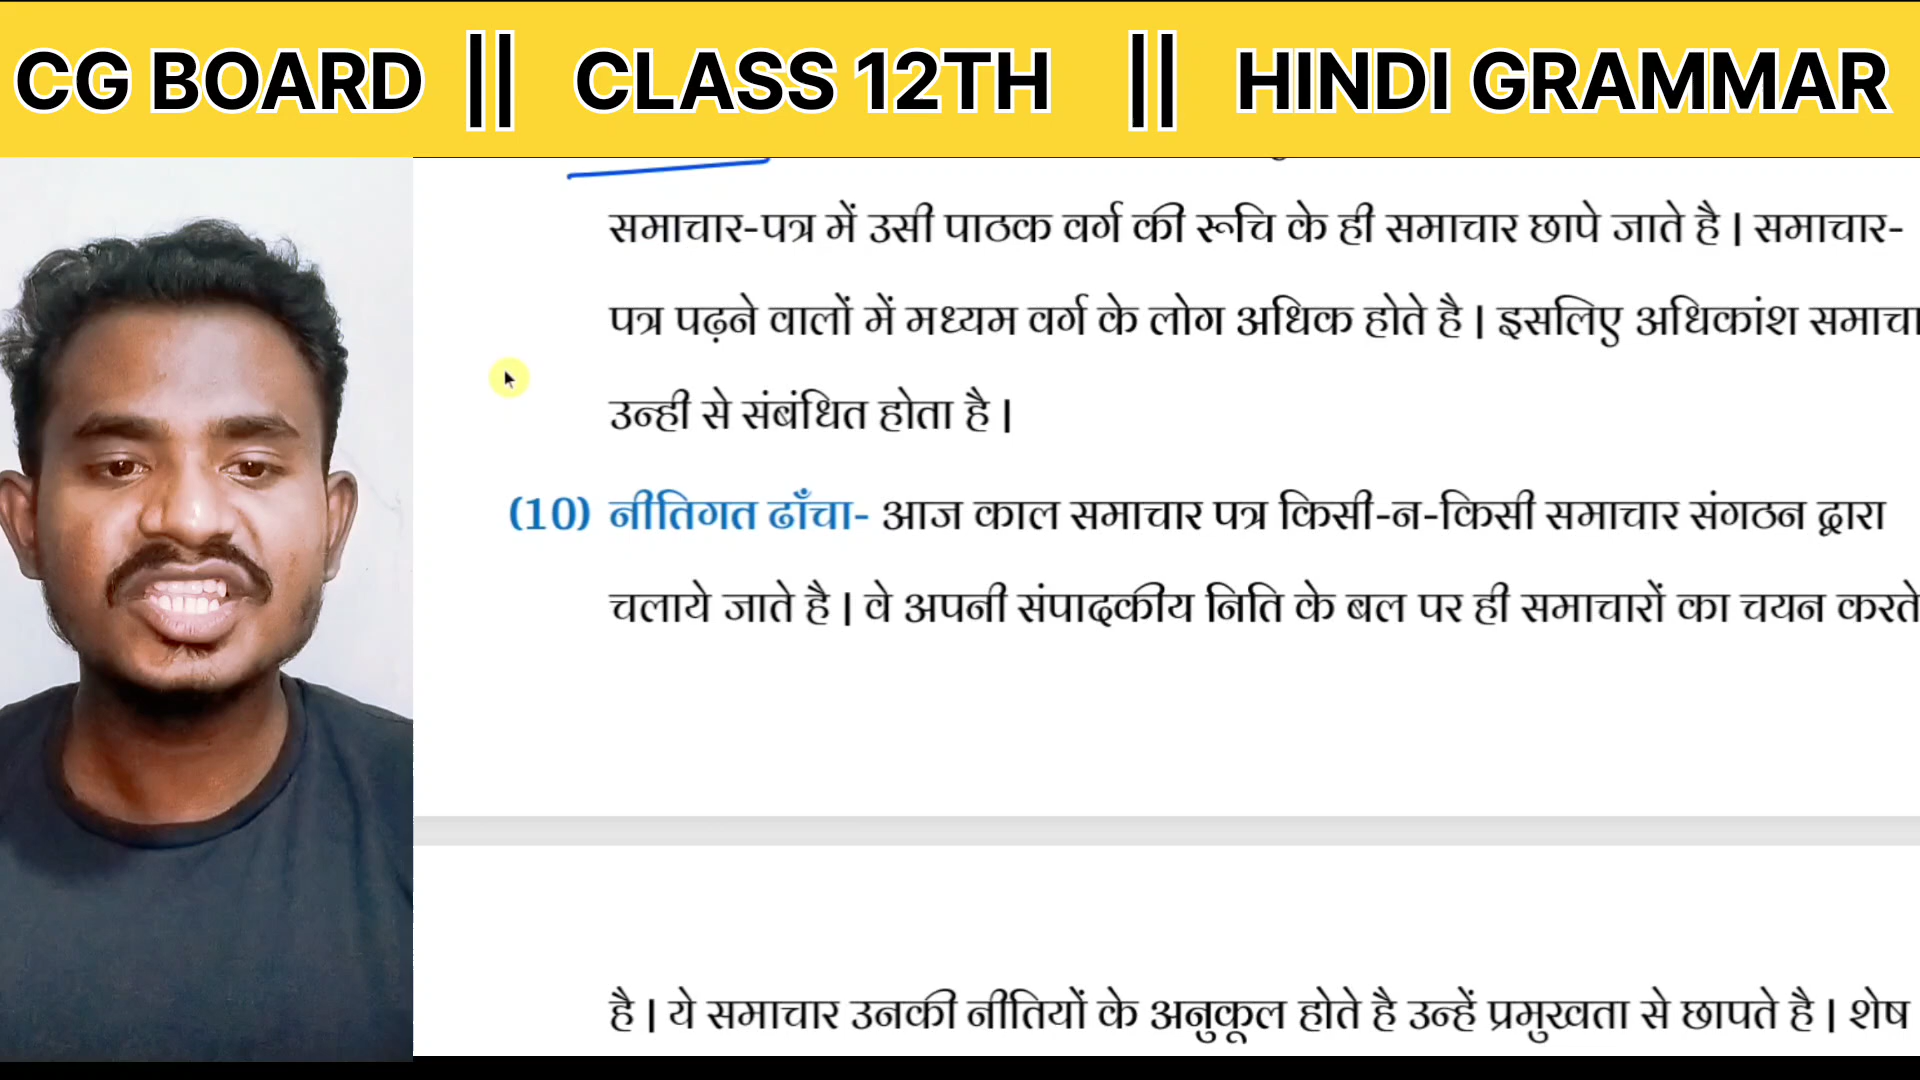 CG BOARD || CLASS 12TH || HINDI GRAMMAR
समाचार-पत्र में उसी पाठक वर्ग की रूचि के ही समाचार छापे जाते है | समाचार-
पत्र पढ़ने वालों में मध्यम वर्ग के लोग अधिक होते है | इसलिए अधिकांश समाचा
उन्ही से संबंधित होता है |
(10) नीतिगत ढाँचा- आज काल समाचार पत्र किसी-न-किसी समाचार संगठन द्वारा
चलाये जाते है | वे अपनी संपादकीय निति के बल पर ही समाचारों का चयन करते
है | ये समाचार उनकी नीतियों के अनुकूल होते है उन्हें प्रमुखता से छापते है | शेष